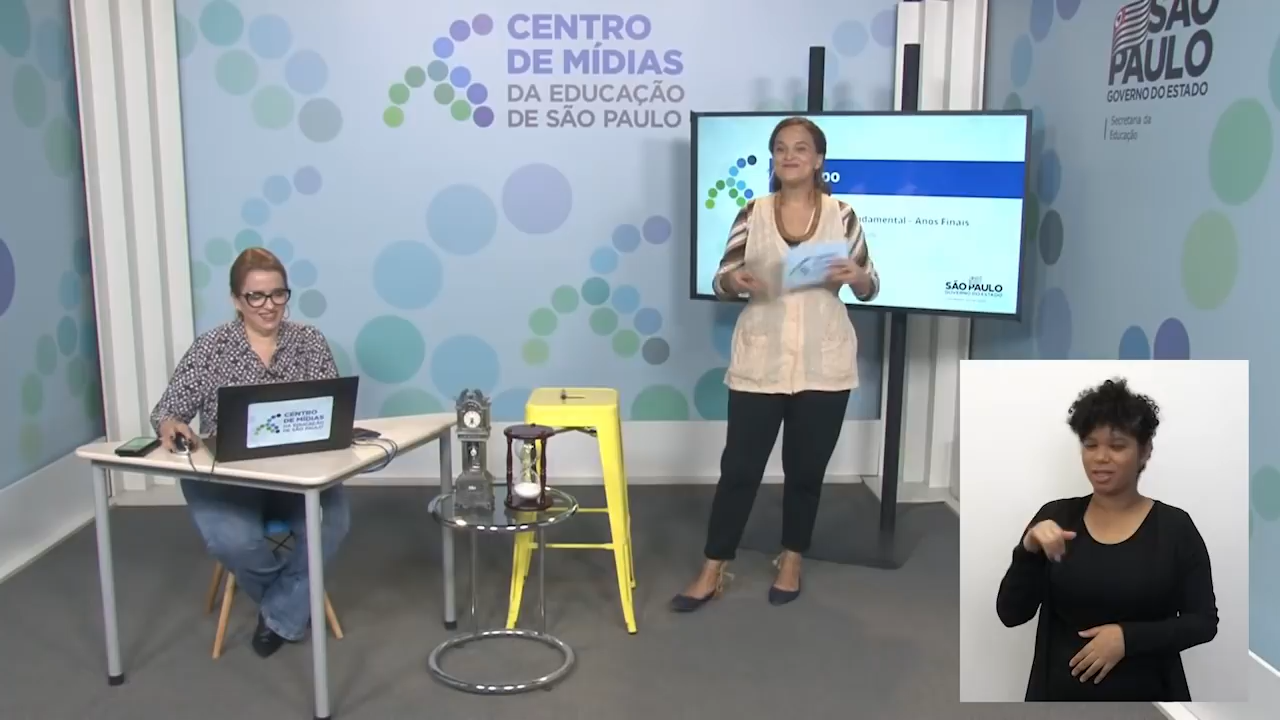 CENTRO
DE MÍDIAS
DA EDUCAÇÃO
DE SÃO PAULO
SÃO
PAULO
GOVERNO DO ESTADO
Secretaria da
Educação
Anos Finais
SÃO PAULO
GOVERNO DO ESTADO
CENTRO
DE MÍDIAS
DA EDUCAÇÃO
DE SÃO PAULO